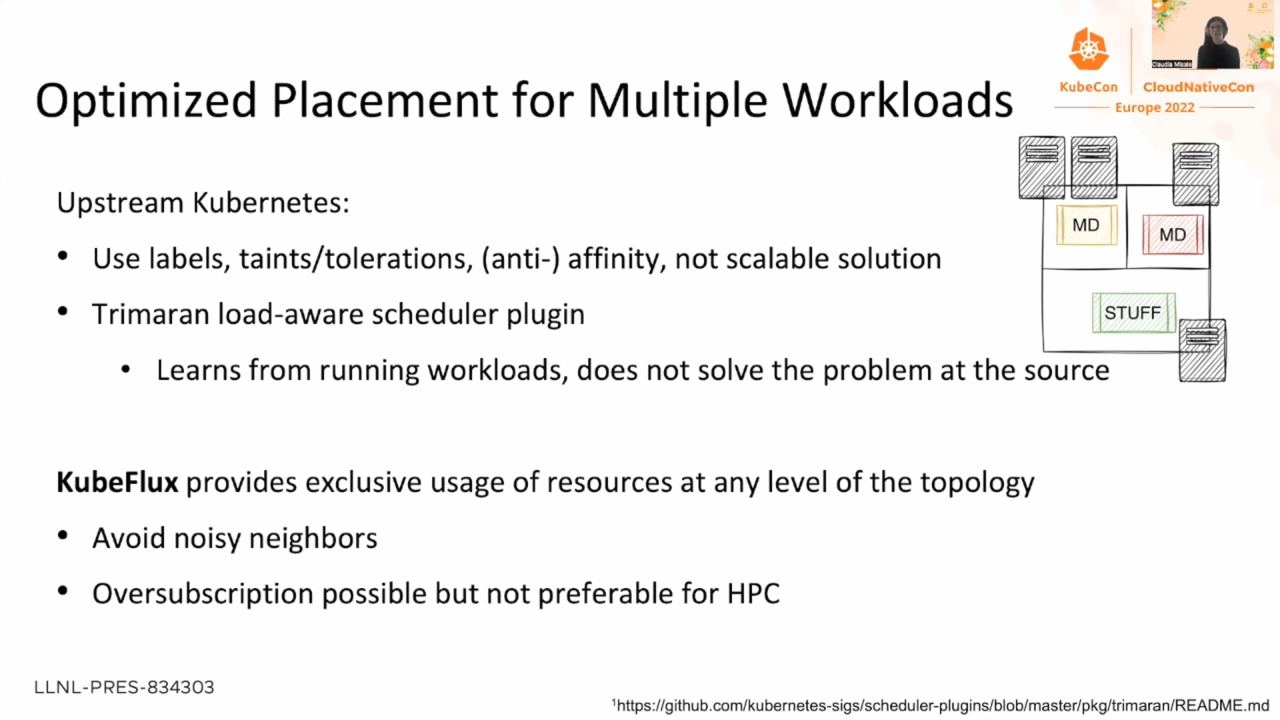 Optimized Placement for Multiple Workloads
KubeCon
CloudNativeCon
Europe 2022
Claudia Misale
Upstream Kubernetes:
• Use labels, taints/tolerations, (anti-) affinity, not scalable solution
• Trimaran load-aware scheduler plugin
• Learns from running workloads, does not solve the problem at the source
MD
MD
STUFF
KubeFlux provides exclusive usage of resources at any level of the topology
• Avoid noisy neighbors
• Oversubscription possible but not preferable for HPC
LLNL-PRES-834303
¹https://github.com/kubernetes-sigs/scheduler-plugins/blob/master/pkg/trimaran/README.md